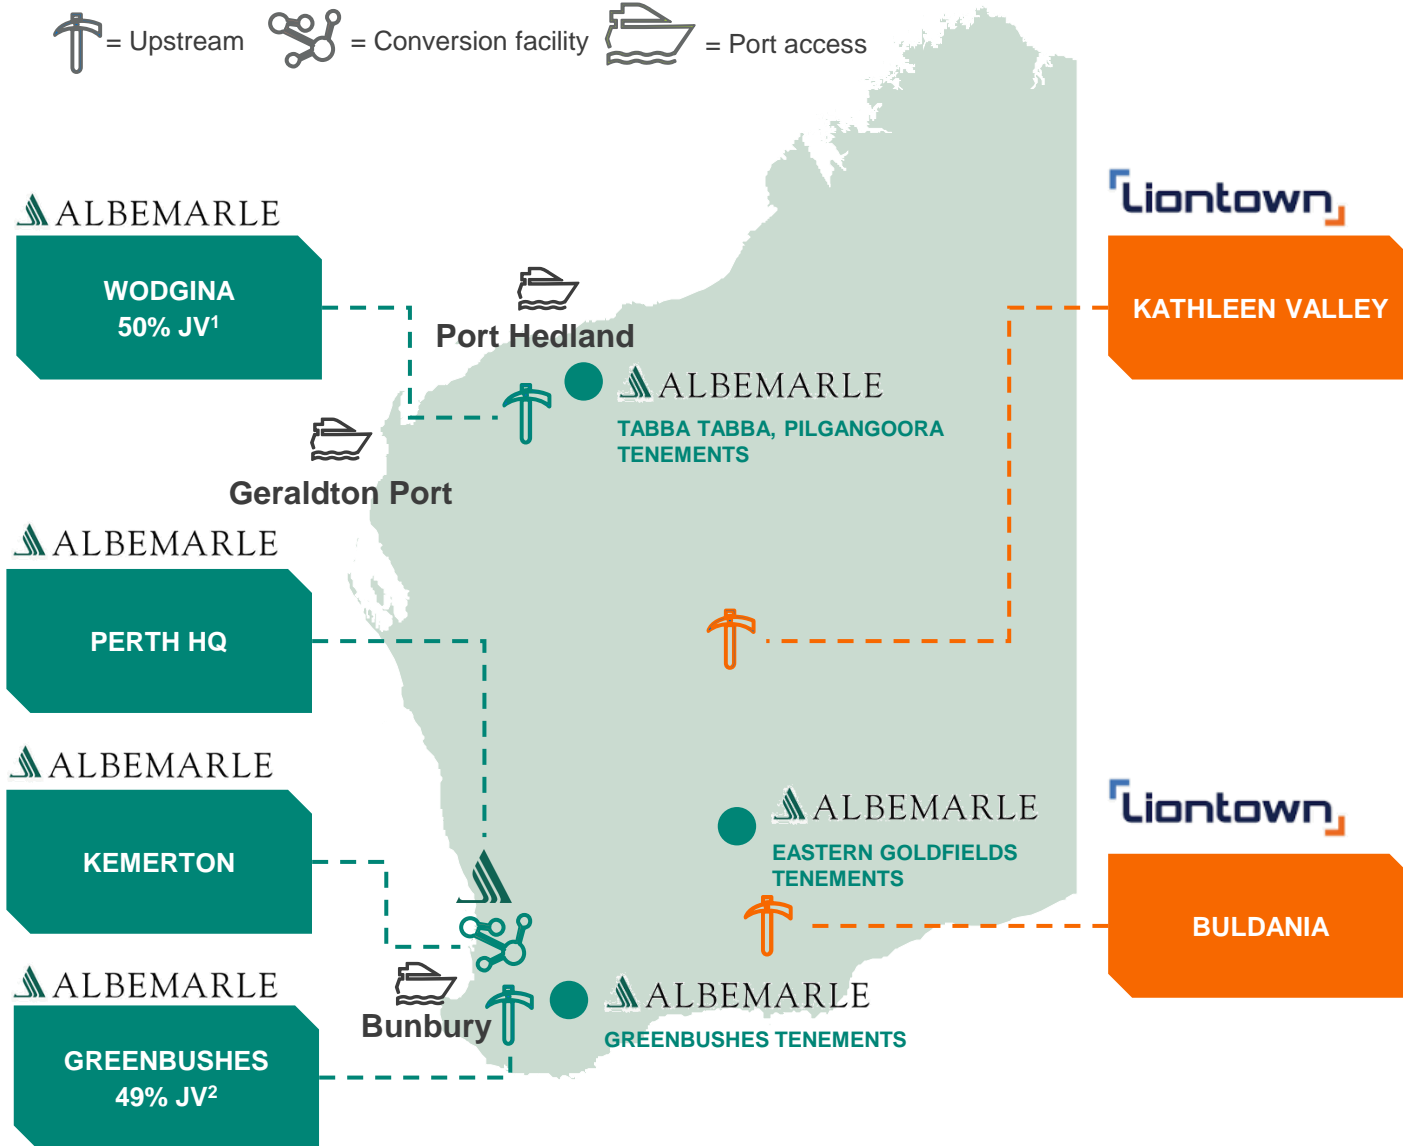 = Upstream
= Conversion facility
= Port access
ALBEMARLE
WODGINA
50% JV1
Port Hedland
ALBEMARLE
TABBA TABBA, PILGANGOORA
TENEMENTS
Liontown
KATHLEEN VALLEY
Geraldton Port
ALBEMARLE
PERTH HQ
ALBEMARLE
KEMERTON
ALBEMARLE
EASTERN GOLDFIELDS
TENEMENTS
Liontown
BULDANIA
Bunbury
ALBEMARLE
GREENBUSHES
49% JV2
ALBEMARLE
GREENBUSHES TENEMENTS